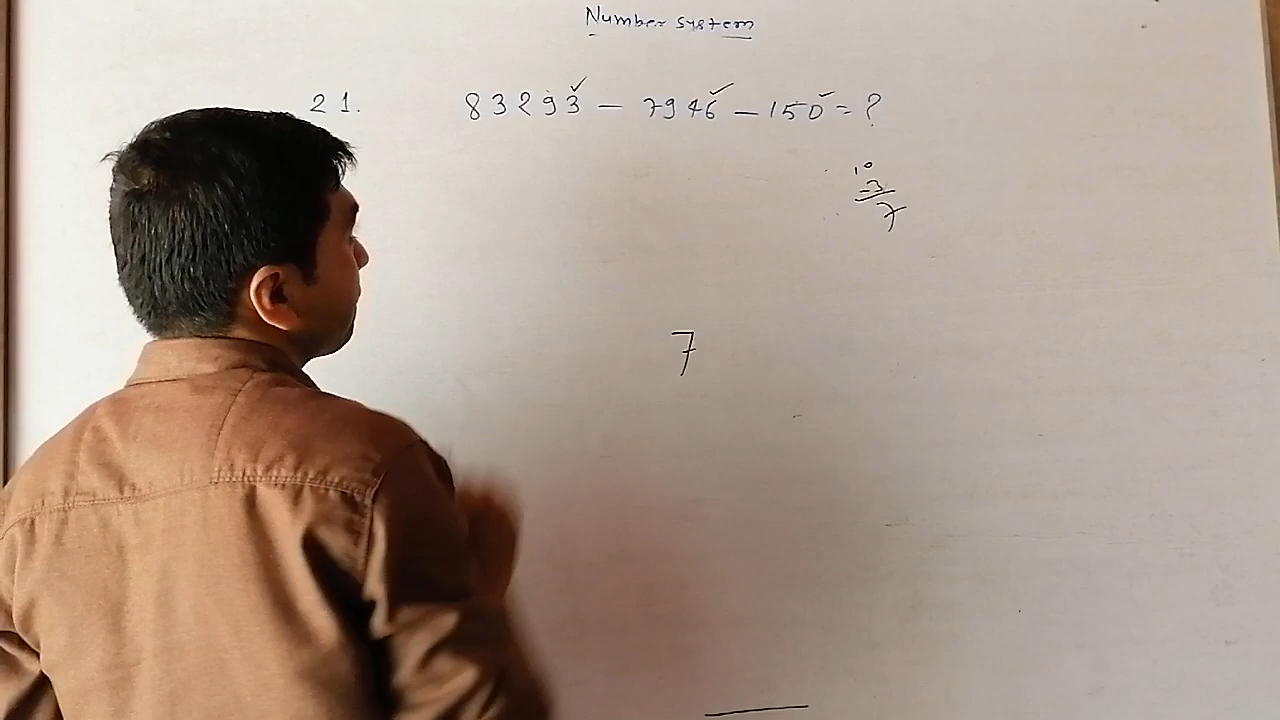 Number system
21. 83293 - 7946 - 150 = ?
10
-3
7
7